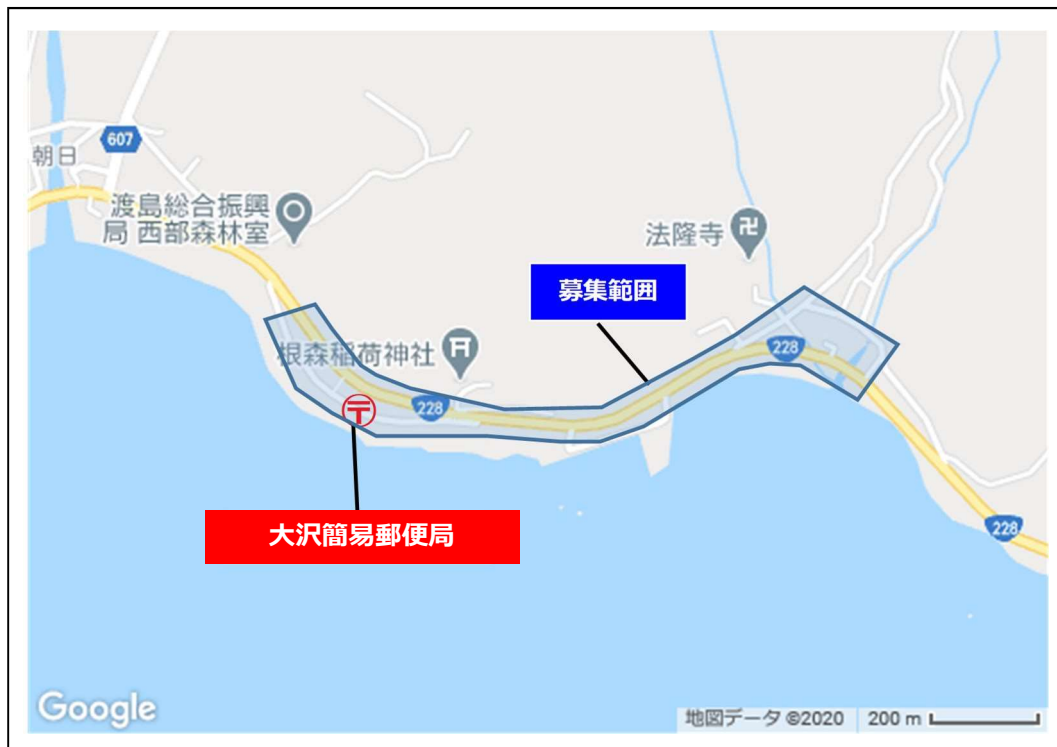 607
朝日
渡島総合振興
局 西部森林室
法隆寺
募集範囲
228
根森稲荷神社
228
大沢簡易郵便局
228
Google
地図データ ©2020
200 m